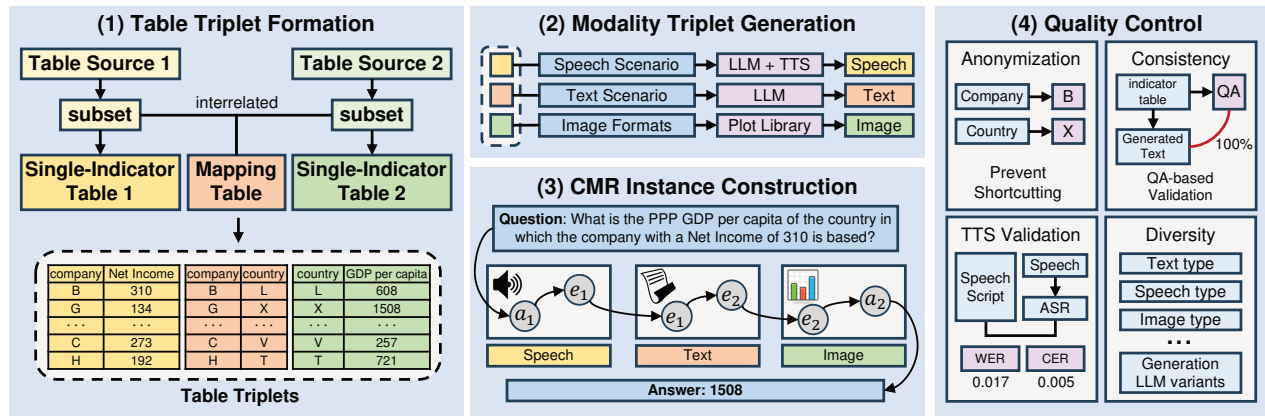 (1) Table Triplet Formation
Table Source 1
Table Source 2
subset
interrelated
subset
Single-Indicator
Table 1
Mapping
Table
Single-Indicator
Table 2
company Net Income company country country GDP per capita
B 310 B L L 608
G 134 G X X 1508
... ... ... ... ... ...
C 273 C V V 257
H 192 H T T 721
Table Triplets
(2) Modality Triplet Generation
Speech Scenario LLM + TTS Speech
Text Scenario LLM Text
Image Formats Plot Library Image
(3) CMR Instance Construction
Question: What is the PPP GDP per capita of the country in
which the company with a Net Income of 310 is based?
a1 e1 e1 e2 e2 a2
Speech Text Image
Answer: 1508
(4) Quality Control
Anonymization
Company B
Country X
Prevent
Shortcutting
Consistency
indicator
table
QA
Generated
Text
100%
QA-based
Validation
TTS Validation
Speech
Script
Speech
ASR
WER CER
0.017 0.005
Diversity
Text type
Speech type
Image type
...
Generation
LLM variants